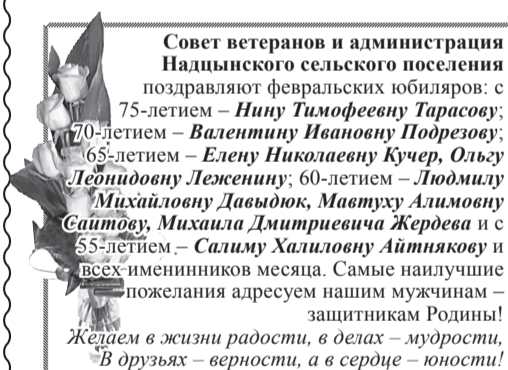 Совет ветеранов и администрация
Надцынского сельского поселения
поздравляют февральских юбиляров: с
75-летием – Нину Тимофеевну Тарасову;
70-летием – Валентину Ивановну Подрезову;
65-летием – Елену Николаевну Кучер, Ольгу
Леонидовну Леженину; 60-летием – Людмилу
Михайловну Давыдюк, Мавтуху Алимовну
Саитову, Михаила Дмитриевича Жердева и с
55-летием – Салиму Халиловну Айтнякову и
всех именинников месяца. Самые наилучшие
пожелания адресуем нашим мужчинам –
защитникам Родины!
Желаем в жизни радости, в делах – мудрости,
В друзьях – верности, а в сердце – юности!